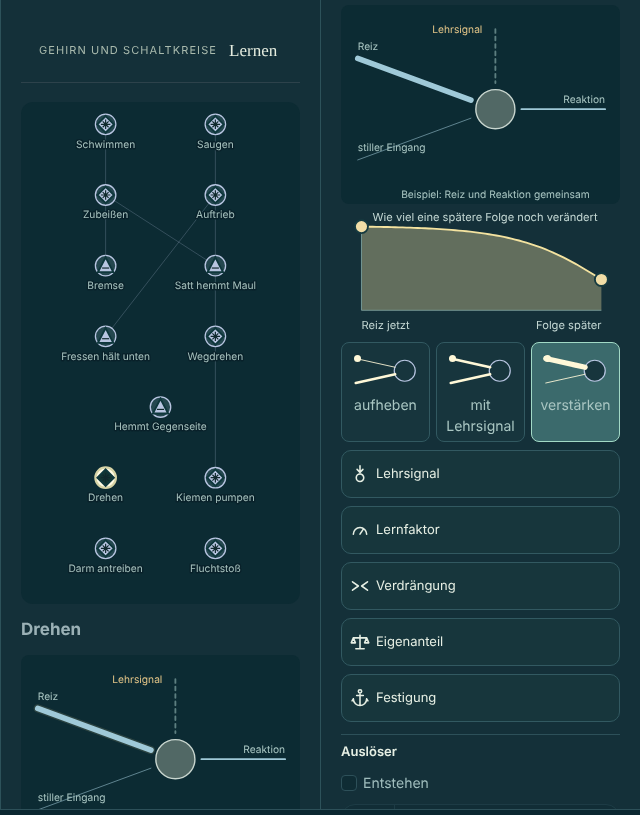 GEHIRN UND SCHALTKREISE Lernen
Schwimmen
Saugen
Zubeißen
Auftrieb
Bremse
Satt hemmt Maul
Fressen hält unten
Wegdrehen
Hemmt Gegenseite
Drehen
Kiemen pumpen
Darm antreiben
Fluchtstoß
Drehen
Lehrsignal
Reiz
Reaktion
stiller Eingang
Lehrsignal
Reiz
Reaktion
stiller Eingang
Beispiel: Reiz und Reaktion gemeinsam
Wie viel eine spätere Folge noch verändert
Reiz jetzt
Folge später
aufheben
mit
Lehrsignal
verstärken
Lehrsignal
Lernfaktor
Verdrängung
Eigenanteil
Festigung
Auslöser
Entstehen